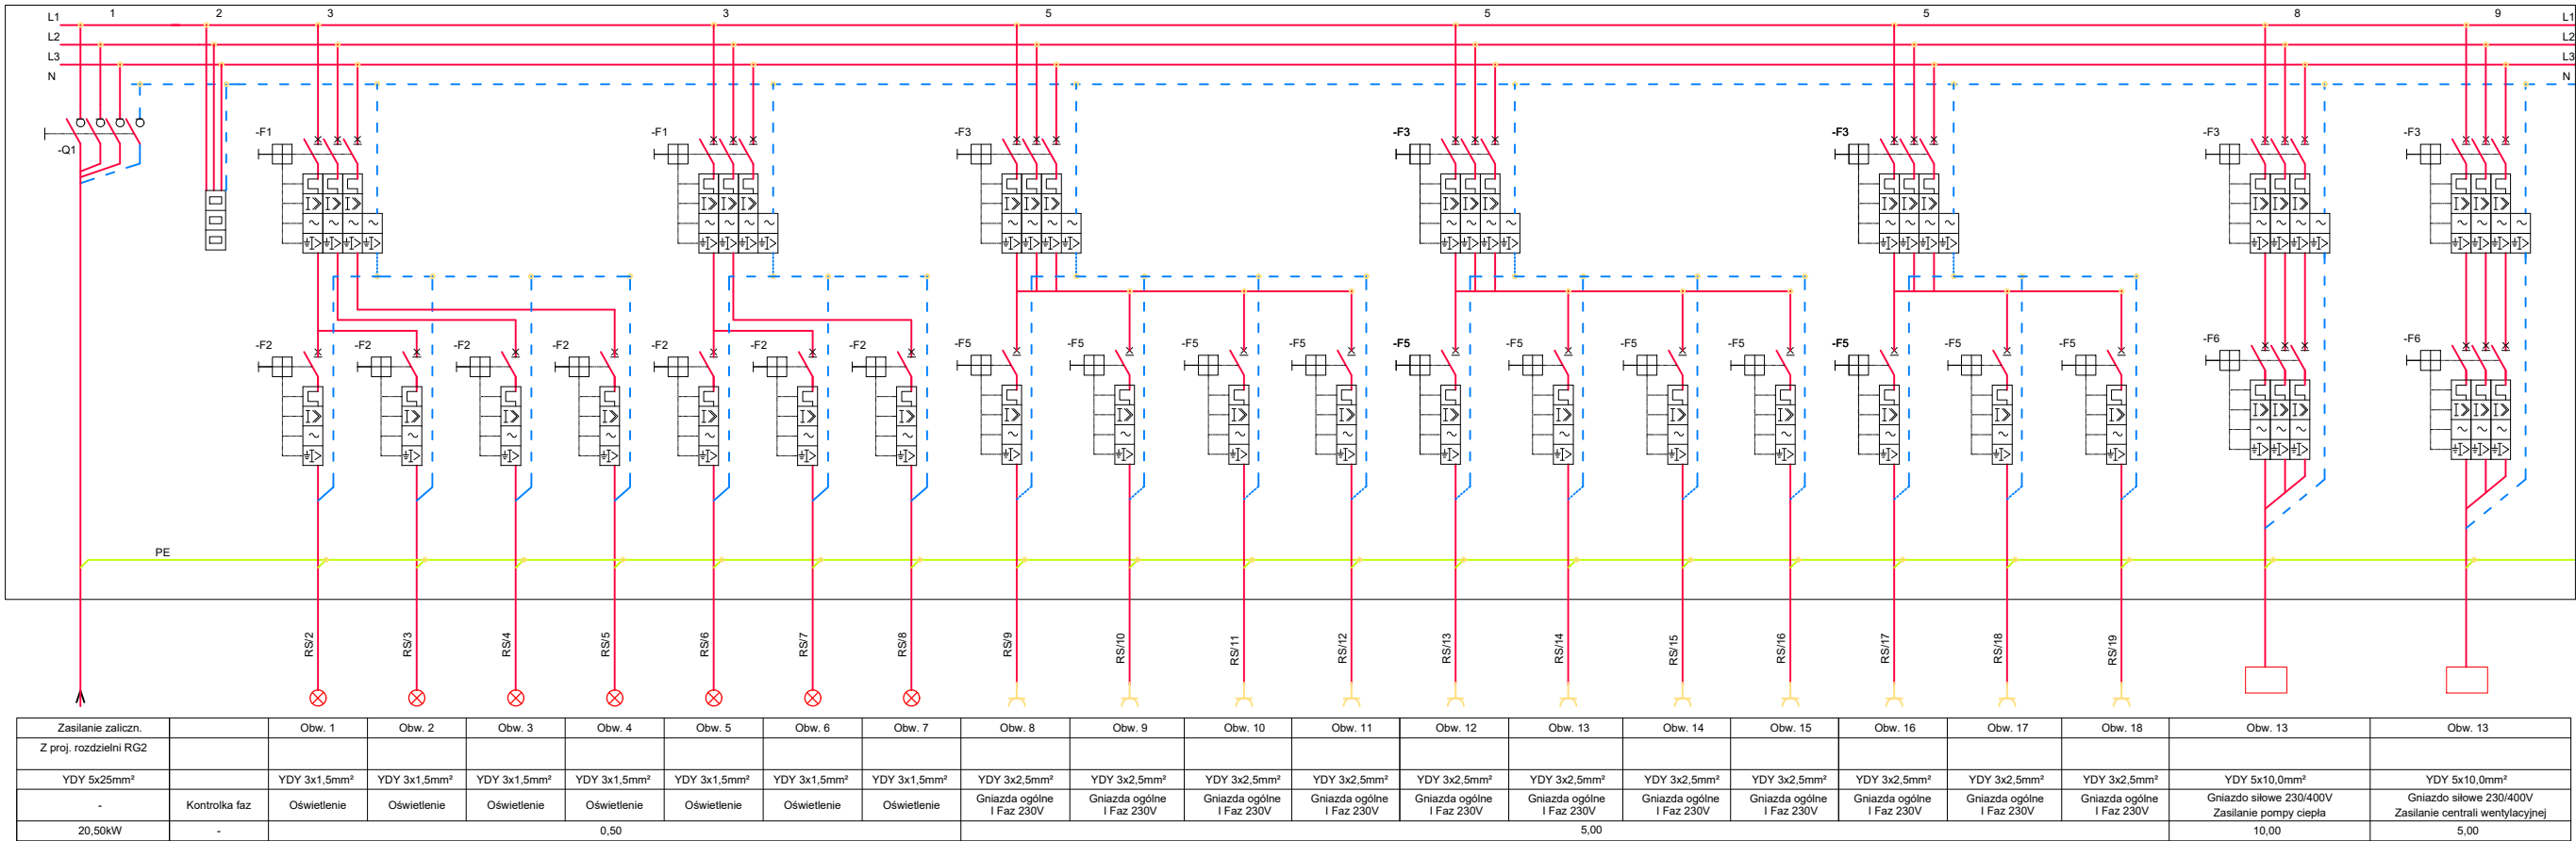 1 2 3 3 5 5 5 8 9
L1 L1
L2 L2
L3 L3
N N
-Q1 -F1 -F1 -F3 -F3 -F3 -F3 -F3
-F2 -F2 -F2 -F2 -F2 -F2 -F2 -F5 -F5 -F5 -F5 -F5 -F5 -F5 -F5 -F5 -F5 -F5 -F6 -F6
PE
RS/2 RS/3 RS/4 RS/5 RS/6 RS/7 RS/8 RS/9 RS/10 RS/11 RS/12 RS/13 RS/14 RS/15 RS/16 RS/17 RS/18 RS/19
Zasilanie zaliczn. Obw. 1 Obw. 2 Obw. 3 Obw. 4 Obw. 5 Obw. 6 Obw. 7 Obw. 8 Obw. 9 Obw. 10 Obw. 11 Obw. 12 Obw. 13 Obw. 14 Obw. 15 Obw. 16 Obw. 17 Obw. 18 Obw. 13 Obw. 13
Z proj. rozdzielni RG2
YDY 5x25mm² YDY 3x1,5mm² YDY 3x1,5mm² YDY 3x1,5mm² YDY 3x1,5mm² YDY 3x1,5mm² YDY 3x1,5mm² YDY 3x1,5mm² YDY 3x2,5mm² YDY 3x2,5mm² YDY 3x2,5mm² YDY 3x2,5mm² YDY 3x2,5mm² YDY 3x2,5mm² YDY 3x2,5mm² YDY 3x2,5mm² YDY 3x2,5mm² YDY 3x2,5mm² YDY 3x2,5mm² YDY 5x10,0mm² YDY 5x10,0mm²
- Kontrolka faz Oświetlenie Oświetlenie Oświetlenie Oświetlenie Oświetlenie Oświetlenie Oświetlenie Gniazda ogólne Gniazda ogólne Gniazda ogólne Gniazda ogólne Gniazda ogólne Gniazda ogólne Gniazda ogólne Gniazda ogólne Gniazda ogólne Gniazda ogólne Gniazda ogólne Gniazdo siłowe 230/400V Gniazdo siłowe 230/400V
I Faz 230V I Faz 230V I Faz 230V I Faz 230V I Faz 230V I Faz 230V I Faz 230V I Faz 230V I Faz 230V I Faz 230V I Faz 230V Zasilanie pompy ciepła Zasilanie centrali wentylacyjnej
20,50kW - 0,50 5,00 10,00 5,00